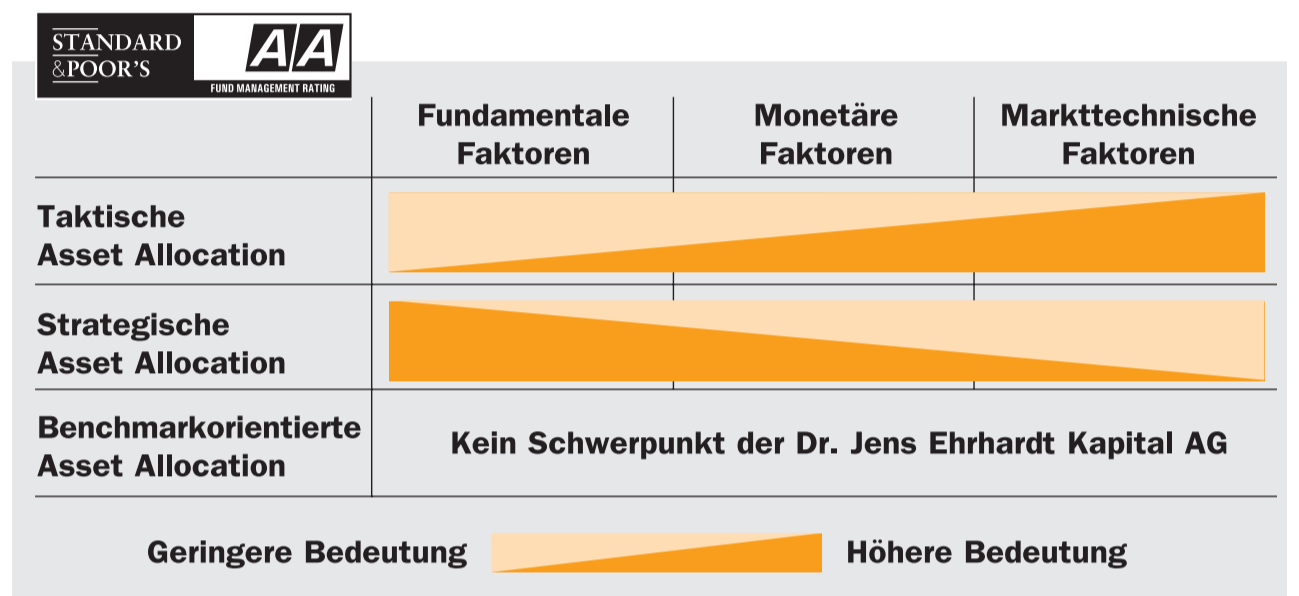 STANDARD
&POOR'S
AA
FUND MANAGEMENT RATING
Fundamentale
Faktoren
Monetäre
Faktoren
Markttechnische
Faktoren
Taktische
Asset Allocation
Strategische
Asset Allocation
Benchmarkorientierte
Asset Allocation
Kein Schwerpunkt der Dr. Jens Ehrhardt Kapital AG
Geringere Bedeutung
Höhere Bedeutung